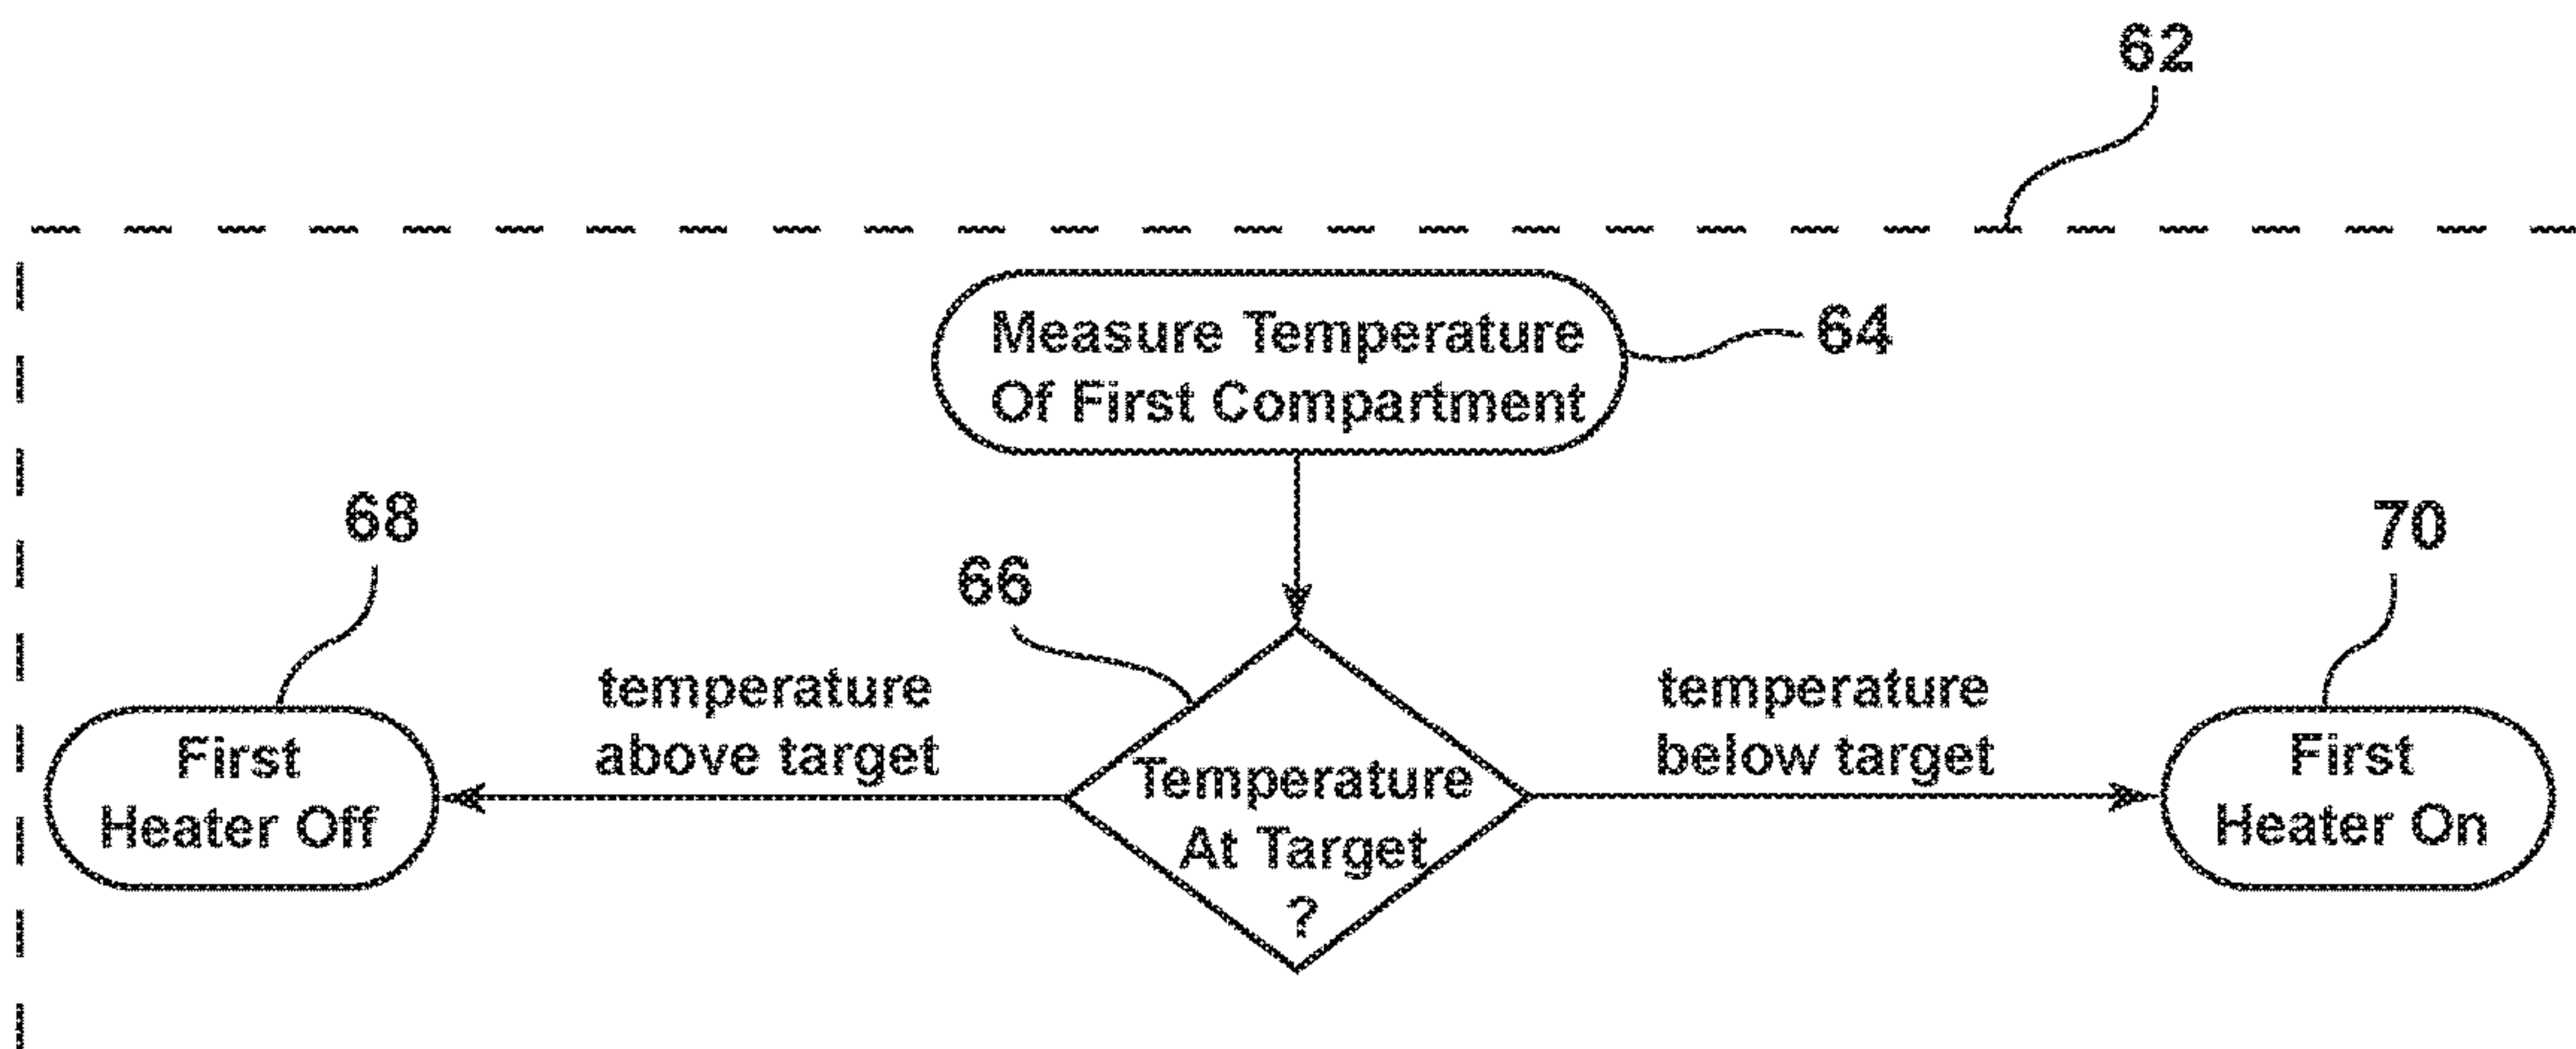 62
Measure Temperature
Of First Compartment
64
68
66
70
temperature
above target
temperature
below target
First
Heater Off
Temperature
At Target
?
First
Heater On